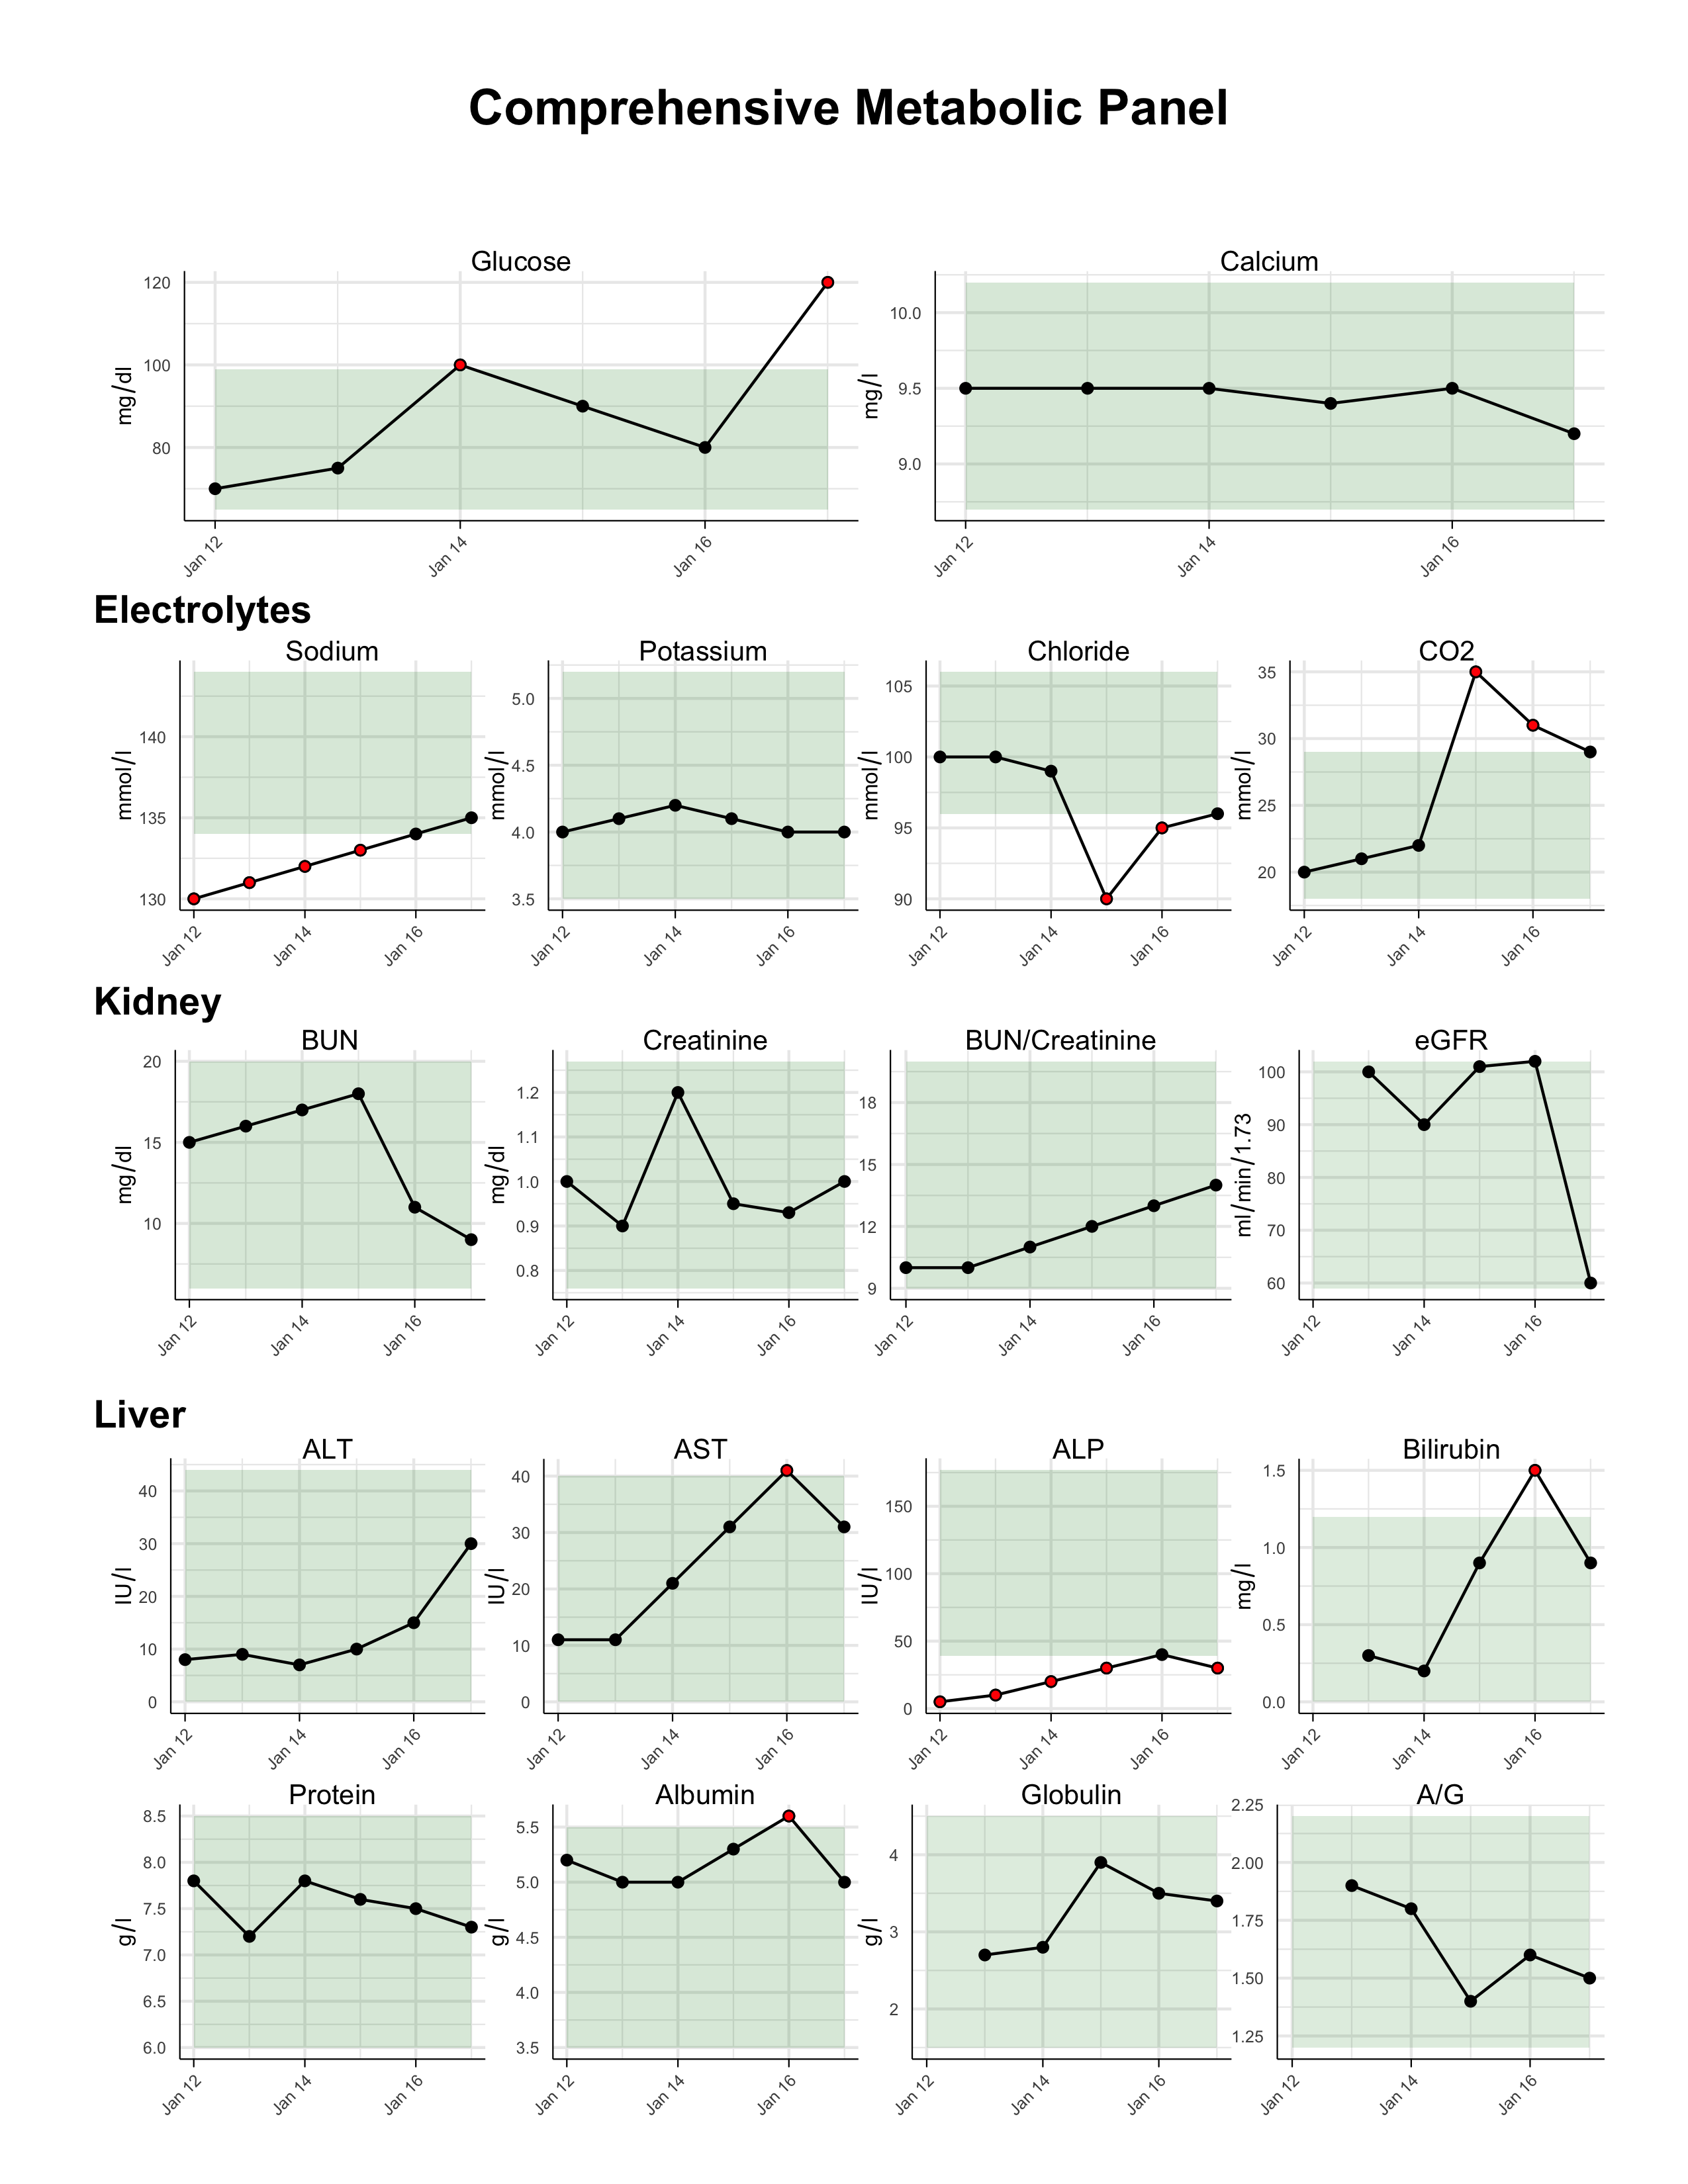 Comprehensive Metabolic Panel
Glucose
mg/dl
120
100
80
Jan 12
Jan 14
Jan 16
Calcium
mg/l
10.0
9.5
9.0
Jan 12
Jan 14
Jan 16
Electrolytes
Sodium
mmol/l
140
135
130
Jan 12
Jan 14
Jan 16
Potassium
mmol/l
5.0
4.5
4.0
3.5
Jan 12
Jan 14
Jan 16
Chloride
mmol/l
105
100
95
90
Jan 12
Jan 14
Jan 16
CO2
mmol/l
35
30
25
20
Jan 12
Jan 14
Jan 16
Kidney
BUN
mg/dl
20
15
10
Jan 12
Jan 14
Jan 16
Creatinine
mg/dl
1.2
1.1
1.0
0.9
0.8
Jan 12
Jan 14
Jan 16
BUN/Creatinine
18
15
12
9
Jan 12
Jan 14
Jan 16
eGFR
ml/min/1.73
100
90
80
70
60
Jan 12
Jan 14
Jan 16
Liver
ALT
IU/l
40
30
20
10
0
Jan 12
Jan 14
Jan 16
AST
IU/l
40
30
20
10
0
Jan 12
Jan 14
Jan 16
ALP
IU/l
150
100
50
0
Jan 12
Jan 14
Jan 16
Bilirubin
mg/l
1.5
1.0
0.5
0.0
Jan 12
Jan 14
Jan 16
Protein
g/l
8.5
8.0
7.5
7.0
6.5
6.0
Jan 12
Jan 14
Jan 16
Albumin
g/l
5.5
5.0
4.5
4.0
3.5
Jan 12
Jan 14
Jan 16
Globulin
g/l
4
3
2
Jan 12
Jan 14
Jan 16
A/G
2.25
2.00
1.75
1.50
1.25
Jan 12
Jan 14
Jan 16